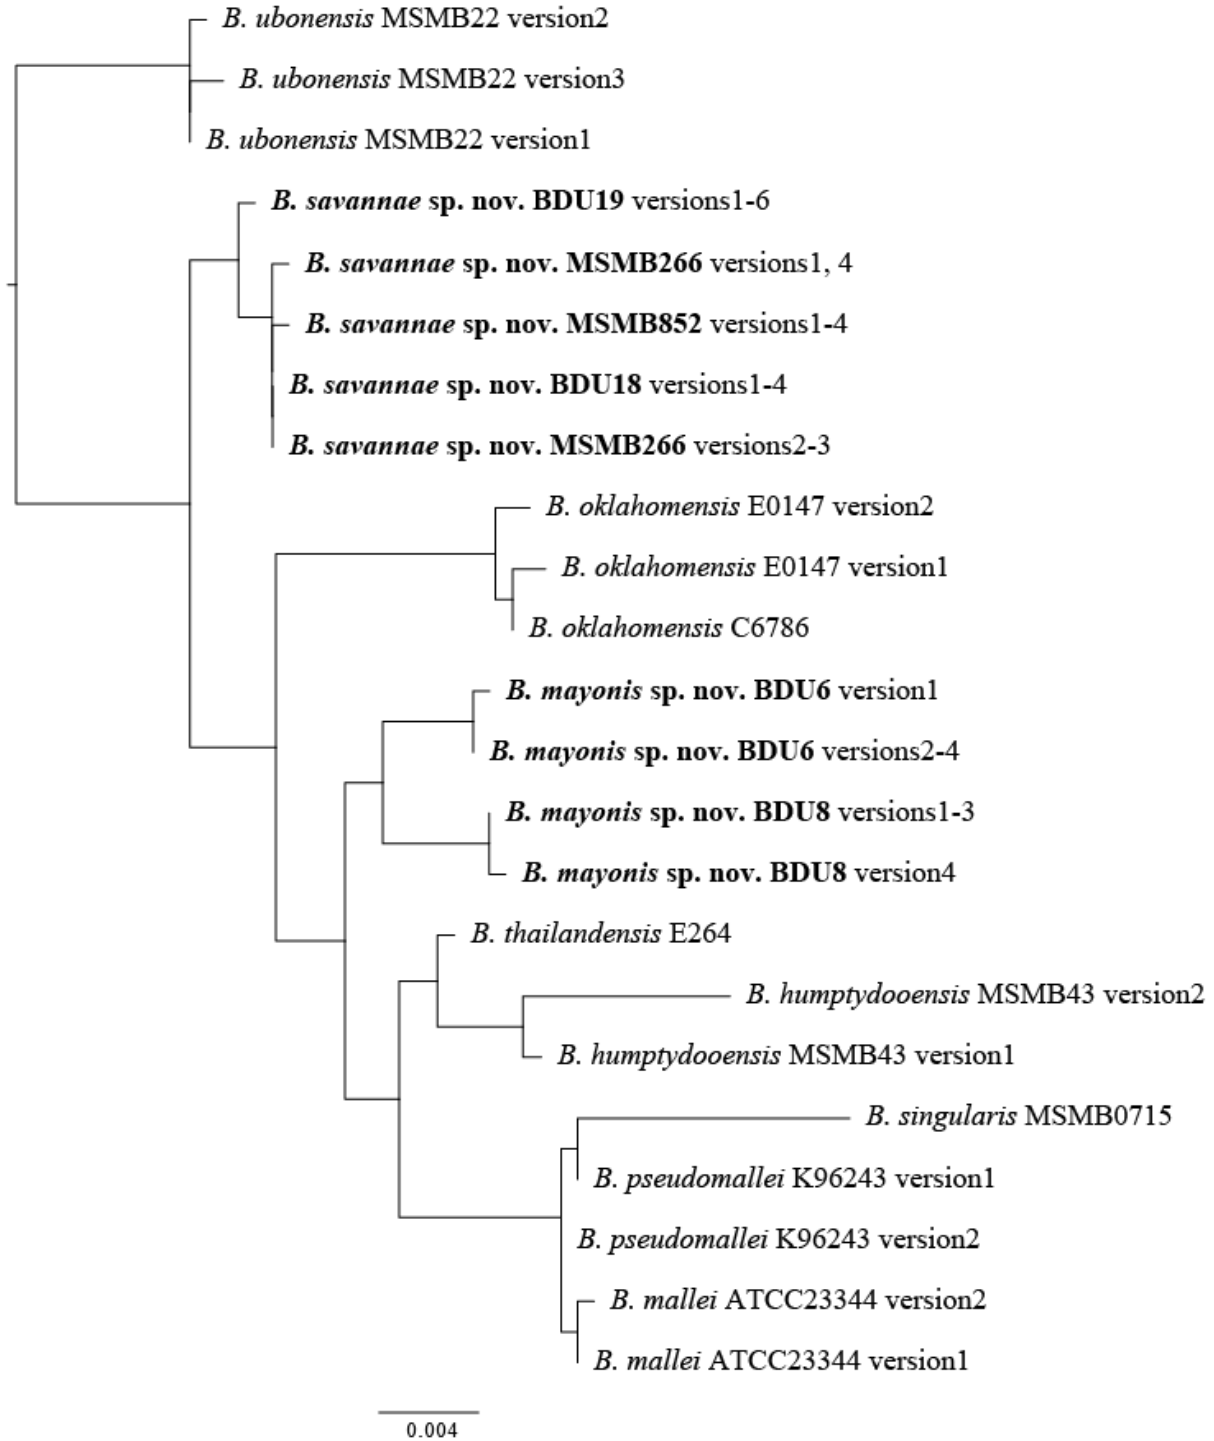 B. ubonensis MSMB22 version2
B. ubonensis MSMB22 version3
B. ubonensis MSMB22 version1
B. savannae sp. nov. BDU19 versions1-6
B. savannae sp. nov. MSMB266 versions1, 4
B. savannae sp. nov. MSMB852 versions1-4
B. savannae sp. nov. BDU18 versions1-4
B. savannae sp. nov. MSMB266 versions2-3
B. oklahomensis E0147 version2
B. oklahomensis E0147 version1
B. oklahomensis C6786
B. mayonis sp. nov. BDU6 version1
B. mayonis sp. nov. BDU6 versions2-4
B. mayonis sp. nov. BDU8 versions1-3
B. mayonis sp. nov. BDU8 version4
B. thailandensis E264
B. humptydooensis MSMB43 version2
B. humptydooensis MSMB43 version1
B. singularis MSMB0715
B. pseudomallei K96243 version1
B. pseudomallei K96243 version2
B. mallei ATCC23344 version2
B. mallei ATCC23344 version1
0.004